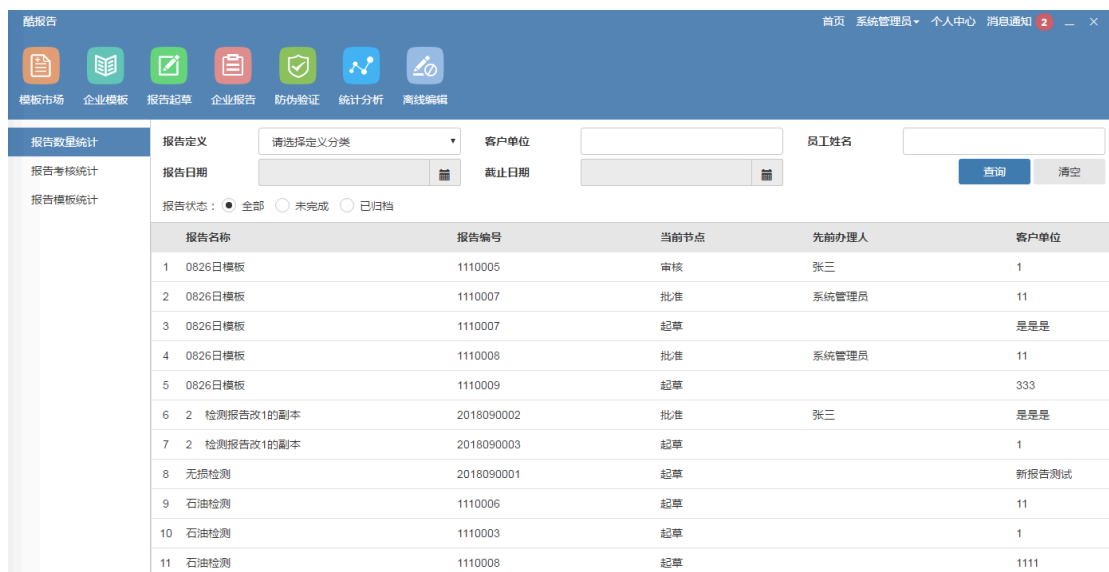 酷报告 首页 系统管理员 个人中心 消息通知 2
模板市场 企业模板 报告起草 企业报告 防伪验证 统计分析 离线编辑
报告数量统计 报告定义 请选择定义分类 客户单位 员工姓名
报告考核统计 报告日期 截止日期 查询 清空
报告模板统计 报告状态： 全部 未完成 已归档
报告名称 报告编号 当前节点 先前办理人 客户单位
1 0826日模板 1110005 审核 张三 1
2 0826日模板 1110007 批准 系统管理员 11
3 0826日模板 1110007 起草 是是是
4 0826日模板 1110008 批准 系统管理员 11
5 0826日模板 1110009 起草 333
6 2 检测报告改1的副本 2018090002 批准 张三 是是是
7 2 检测报告改1的副本 2018090003 起草 1
8 无损检测 2018090001 起草 新报告测试
9 石油检测 1110006 起草 11
10 石油检测 1110003 起草 1
11 石油检测 1110008 起草 1111